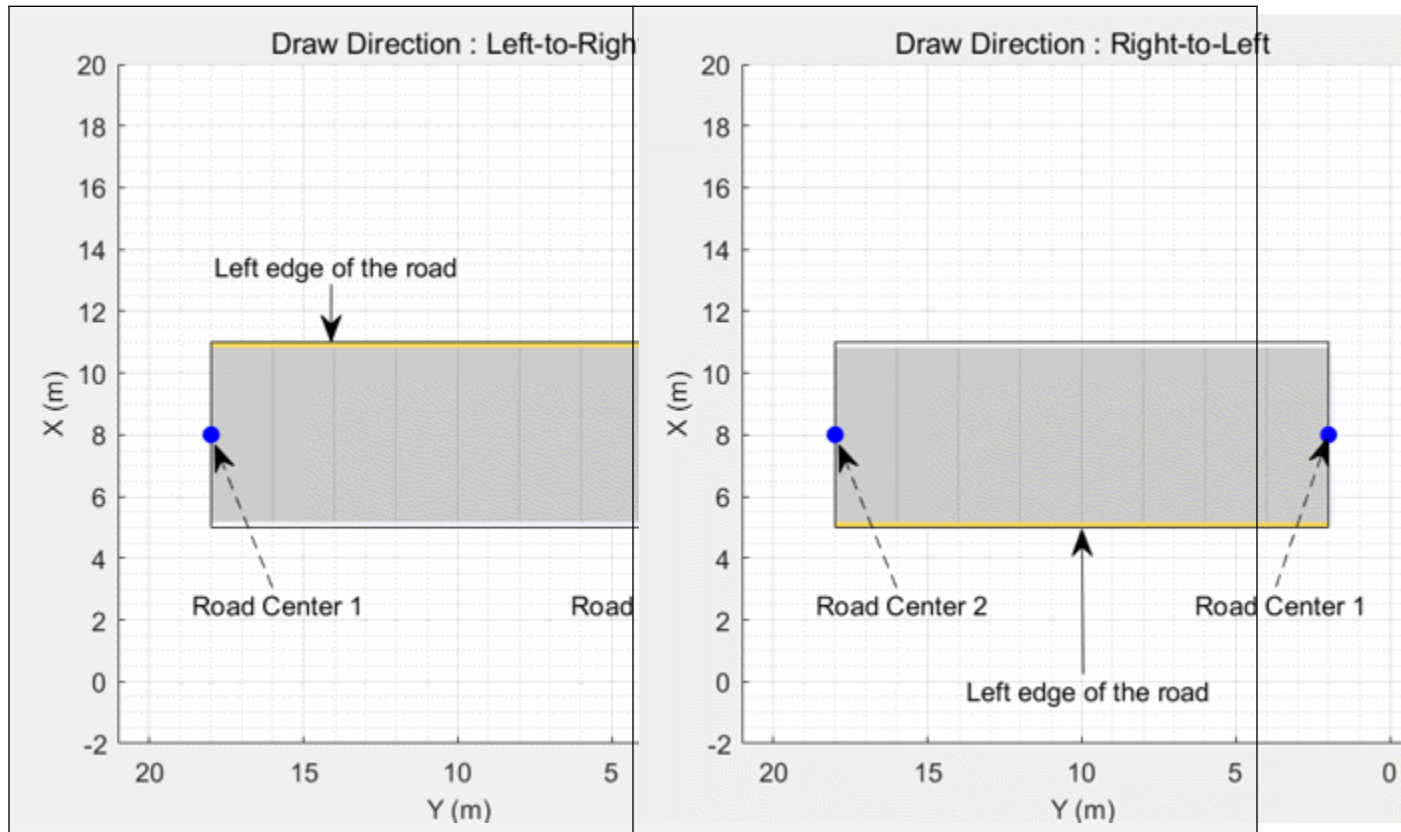 Draw Direction : Left-to-Righ
20
18
16
14
12
10
8
6
4
2
0
-2
X (m)
Left edge of the road
Road Center 1
Road
20 15 10 5
Y (m)
Draw Direction : Right-to-Left
20
18
16
14
12
10
8
6
4
2
0
-2
X (m)
Road Center 2
Road Center 1
Left edge of the road
20 15 10 5 0
Y (m)